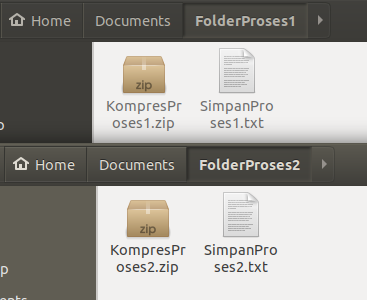 Home Documents FolderProses1
zip
KompresPr SimpanPro
oses1.zip ses1.txt
Home Documents FolderProses2
zip
KompresPr SimpanPro
oses2.zip ses2.txt